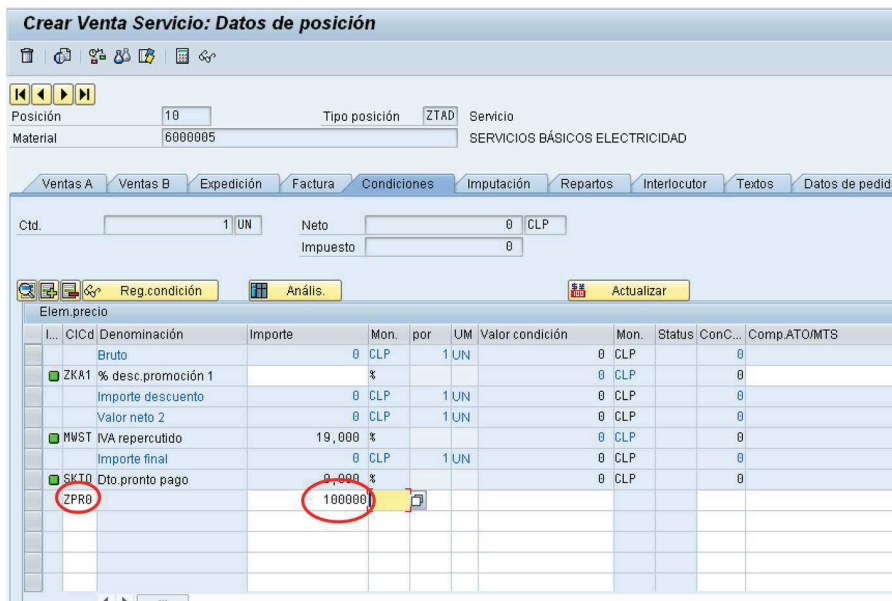 Crear Venta Servicio: Datos de posición
Posición 10 Tipo posición ZTAD Servicio
Material 6000005 SERVICIOS BÁSICOS ELECTRICIDAD
Ventas A Ventas B Expedición Factura Condiciones Imputación Repartos Interlocutor Textos Datos de pedid
Ctd. 1 UN Neto 0 CLP
Impuesto 0
Reg.condición Anális. Actualizar
Elem.precio
I... ClCd Denominación Importe Mon. por UM Valor condición Mon. Status ConC... Comp.ATO/MTS
Bruto 0 CLP 1 UN 0 CLP 0
ZKA1 % desc.promoción 1 % 0 CLP 0
Importe descuento 0 CLP 1 UN 0 CLP 0
Valor neto 2 0 CLP 1 UN 0 CLP 0
MWST IVA repercutido 19,000 % 0 CLP 0
Importe final 0 CLP 1 UN 0 CLP 0
SKTO Dto.pronto pago 0,000 % 0 CLP 0
ZPR0 100000